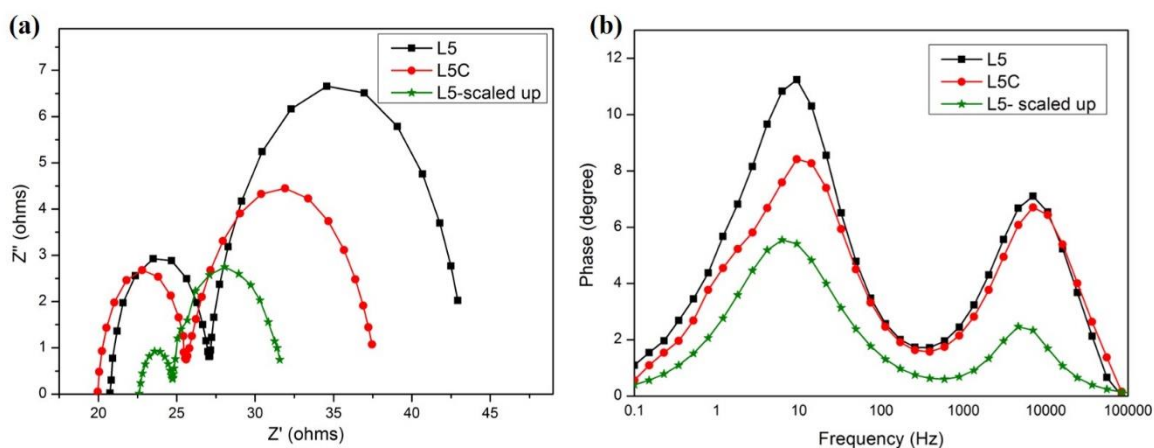 (a)
L5
L5C
L5-scaled up
Z'' (ohms)
7
6
5
4
3
2
1
0
20 25 30 35 40 45
Z' (ohms)
(b)
L5
L5C
L5- scaled up
Phase (degree)
12
10
8
6
4
2
0
0.1 1 10 100 1000 10000 100000
Frequency (Hz)